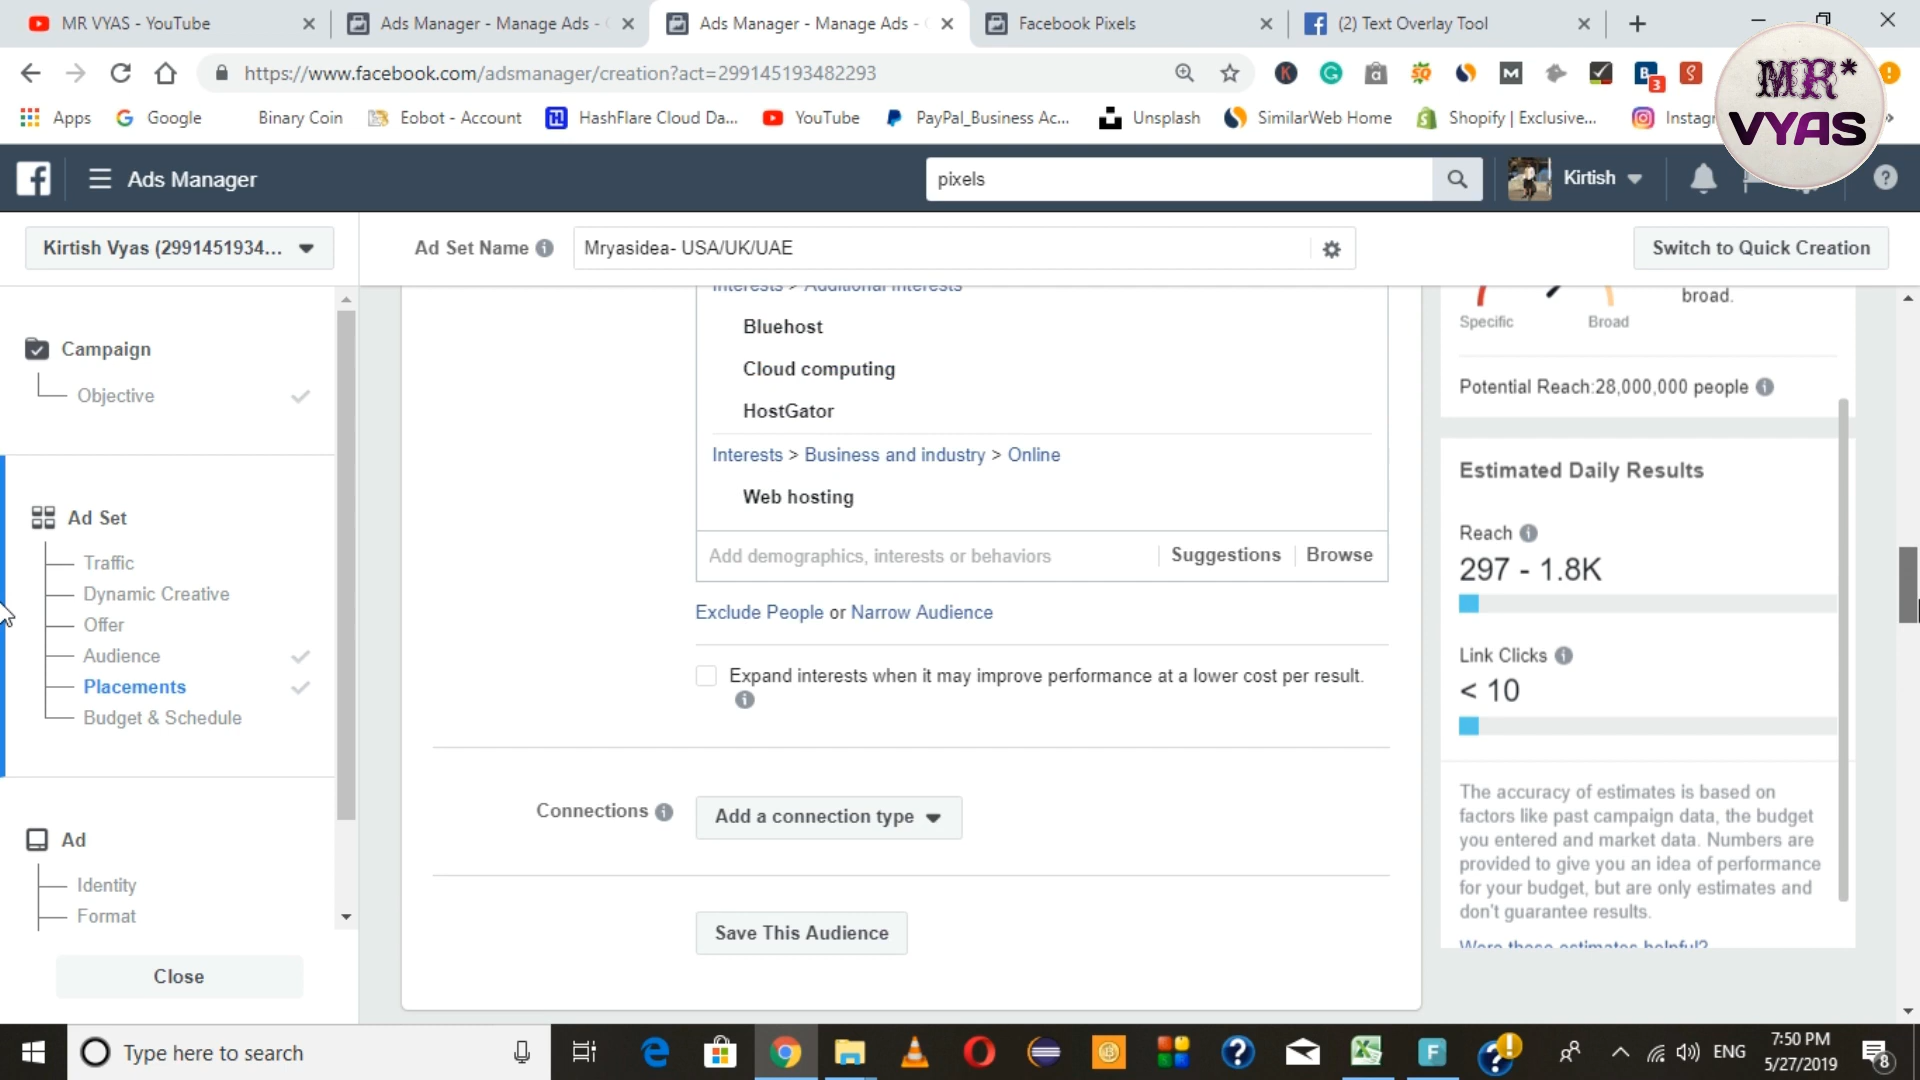 MR VYAS - YouTube
Ads Manager - Manage Ads -
Ads Manager - Manage Ads -
Facebook Pixels
(2) Text Overlay Tool
https://www.facebook.com/adsmanager/creation?act=299145193482293
Apps
Google
Binary Coin
Eobot - Account
HashFlare Cloud Da...
YouTube
PayPal_Business Ac...
Unsplash
SimilarWeb Home
Shopify | Exclusive...
Instag
MR*
VYAS
Ads Manager
pixels
Kirtish
Kirtish Vyas (2991451934...
Ad Set Name
Mryasidea- USA/UK/UAE
Switch to Quick Creation
Campaign
Objective
Ad Set
Traffic
Dynamic Creative
Offer
Audience
Placements
Budget & Schedule
Ad
Identity
Format
Close
Interests > Additional Interests
Bluehost
Cloud computing
HostGator
Interests > Business and industry > Online
Web hosting
Add demographics, interests or behaviors
Suggestions
Browse
Exclude People or Narrow Audience
Expand interests when it may improve performance at a lower cost per result.
Connections
Add a connection type
Save This Audience
broad.
Specific
Broad
Potential Reach:28,000,000 people
Estimated Daily Results
Reach
297 - 1.8K
Link Clicks
< 10
The accuracy of estimates is based on
factors like past campaign data, the budget
you entered and market data. Numbers are
provided to give you an idea of performance
for your budget, but are only estimates and
don't guarantee results.
Were these estimates helpful?
Type here to search
ENG
7:50 PM
5/27/2019
8